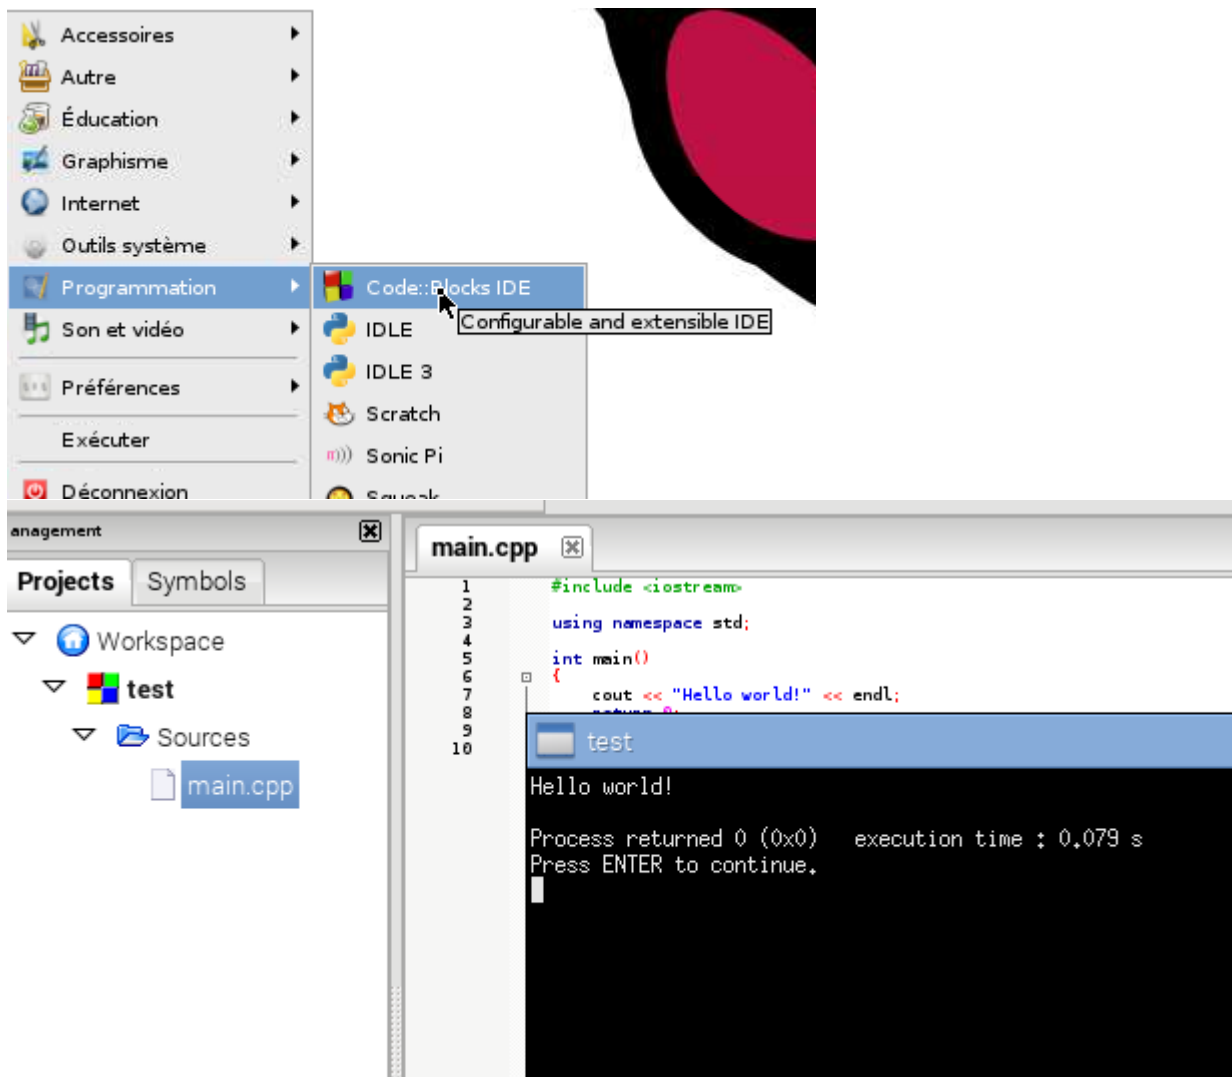 Accessoires
Autre
Éducation
Graphisme
Internet
Outils système
Programmation
Son et vidéo
Préférences
Exécuter
Déconnexion
Code::Blocks IDE
Configurable and extensible IDE
IDLE
IDLE 3
Scratch
Sonic Pi
Squeak
anagement
Projects Symbols
Workspace
test
Sources
main.cpp
main.cpp
1 #include <iostream>
2
3 using namespace std;
4
5 int main()
6 {
7 cout << "Hello world!" << endl;
8 return 0;
9
10
test
Hello world!
Process returned 0 (0x0) execution time : 0.079 s
Press ENTER to continue.